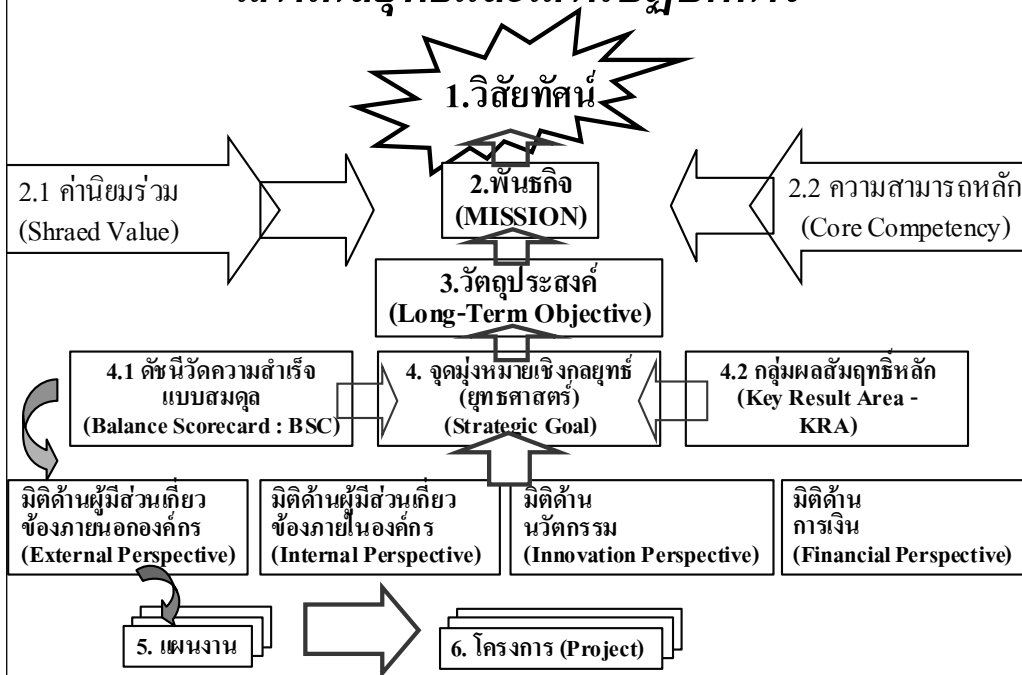 1.วิสัยทัศน์
2.1 ค่านิยมร่วม
(Shraed Value)
2.พันธกิจ
(MISSION)
2.2 ความสามารถหลัก
(Core Competency)
3.วัตถุประสงค์
(Long-Term Objective)
4.1 ดัชนีวัดความสำเร็จ
แบบสมดุล
(Balance Scorecard : BSC)
4. จุดมุ่งหมายเชิงกลยุทธ์
(ยุทธศาสตร์)
(Strategic Goal)
4.2 กลุ่มผลสัมฤทธิ์หลัก
(Key Result Area -
KRA)
มิติด้านผู้มีส่วนเกี่ยว
ข้องภายนอกองค์กร
(External Perspective)
มิติด้านผู้มีส่วนเกี่ยว
ข้องภายในองค์กร
(Internal Perspective)
มิติด้าน
นวัตกรรม
(Innovation Perspective)
มิติด้าน
การเงิน
(Financial Perspective)
5. แผนงาน
6. โครงการ (Project)